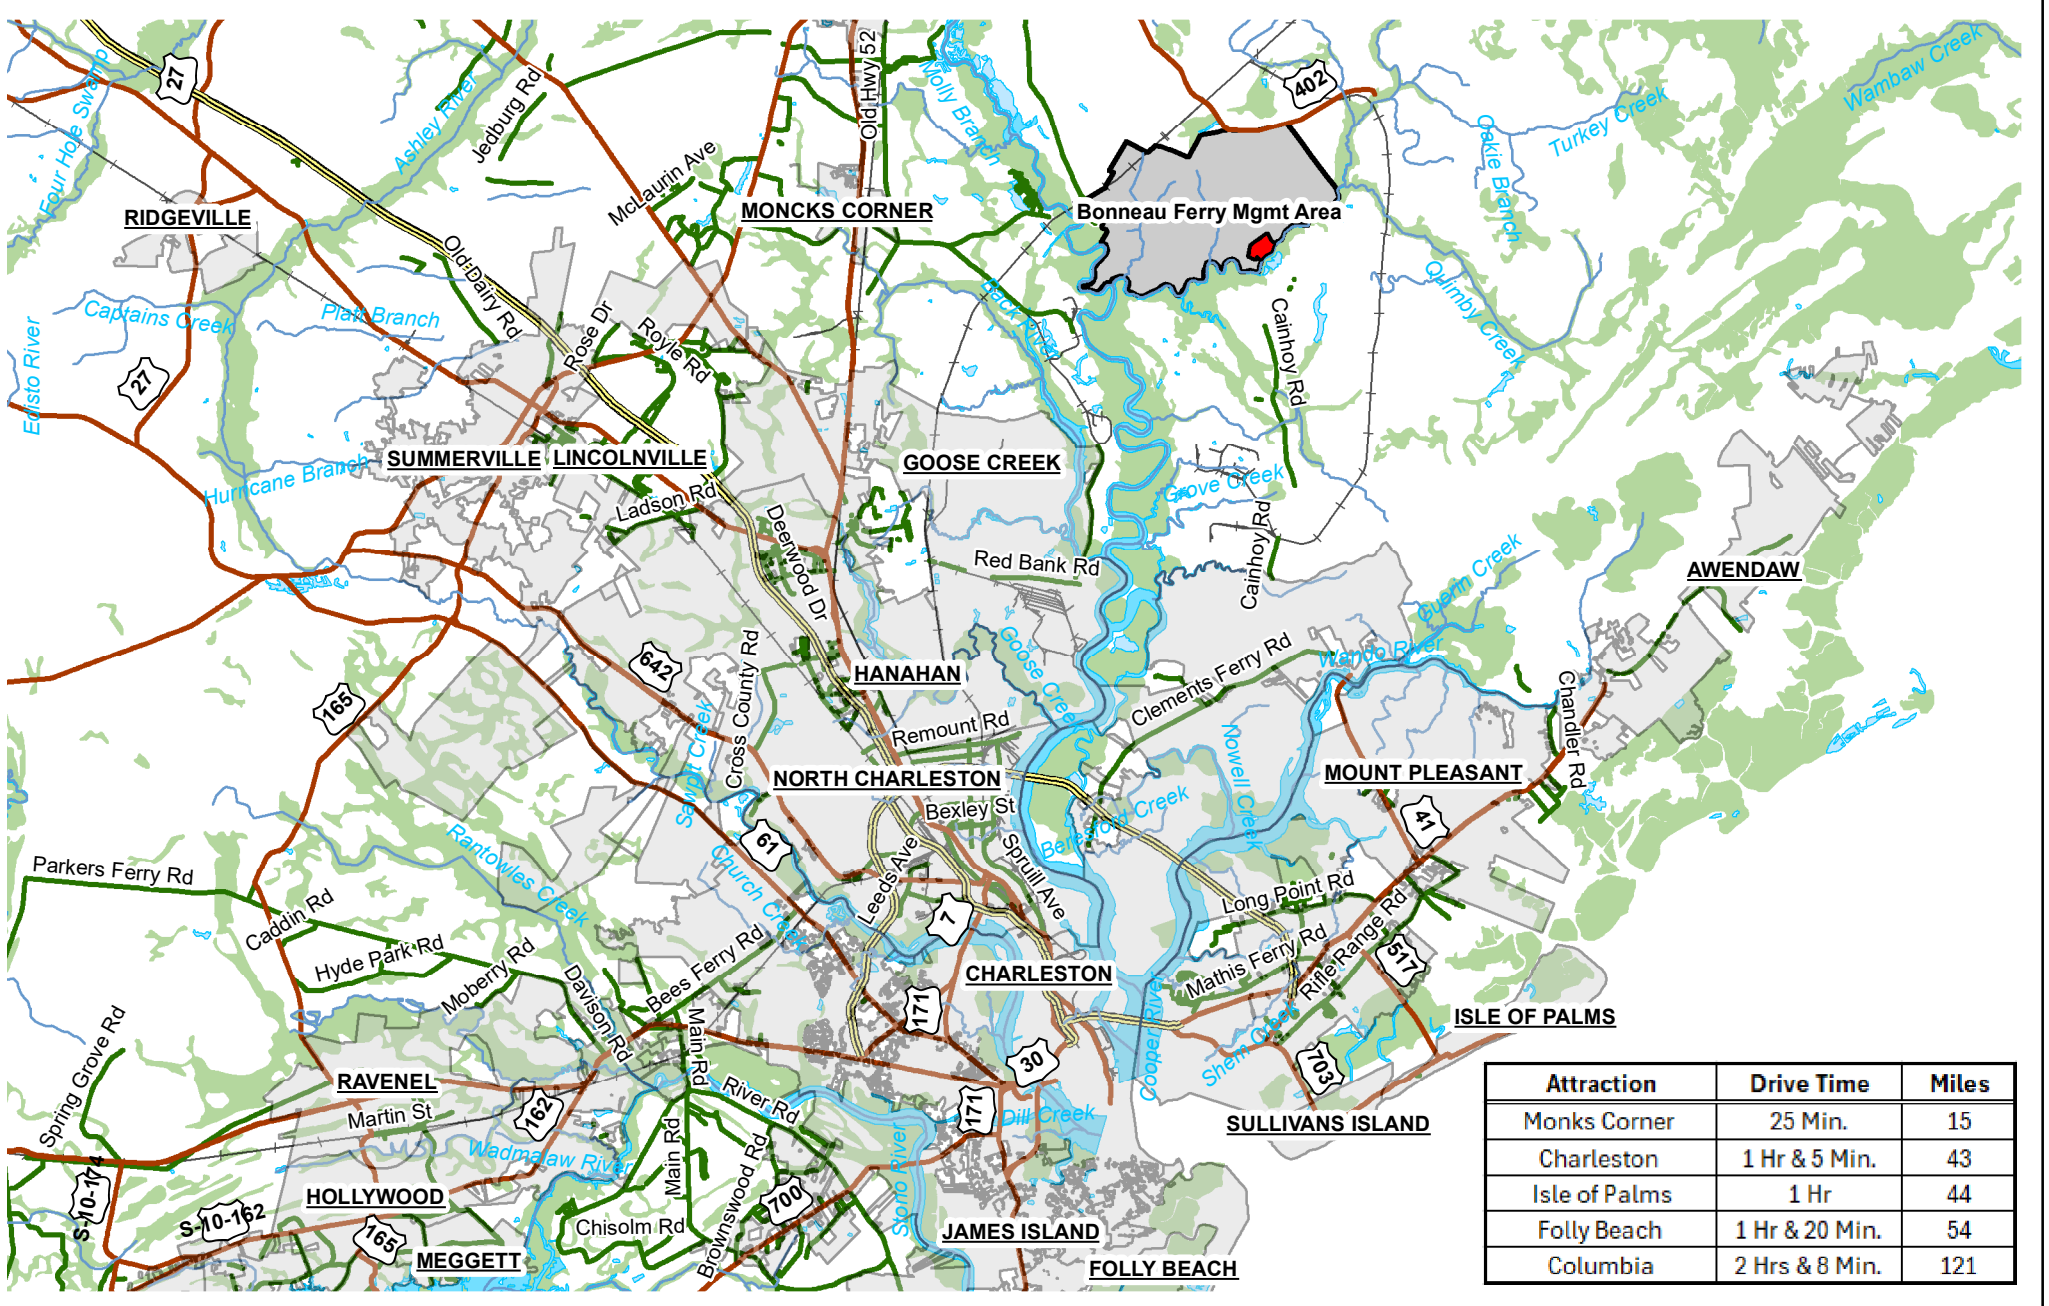 27
Four Hole Swamp
Ashley River
Jedburg Rd
Old Hwy 52
Molly Branch
402
Wambaw Creek
Turkey Creek
Oakie Branch
McLaurin Ave
RIDGEVILLE
MONCKS CORNER
Bonneau Ferry Mgmt Area
Old Dairy Rd
Captains Creek
Platt Branch
Edisto River
27
Rose Dr
Royle Rd
Back River
Cainhoy Rd
Quimby Creek
SUMMERVILLE
LINCOLNVILLE
GOOSE CREEK
Hurricane Branch
Ladson Rd
Grove Creek
Deerwood Dr
Red Bank Rd
Cainhoy Rd
Guerin Creek
AWENDAW
642
Cross County Rd
HANAHAN
Goose Creek
Clements Ferry Rd
Wando River
165
Sawpit Creek
Remount Rd
Nowell Creek
Chandler Rd
NORTH CHARLESTON
MOUNT PLEASANT
Bexley St
Beresford Creek
41
Rantowles Creek
61
Church Creek
Leeds Ave
Spruill Ave
Parkers Ferry Rd
Caddin Rd
Long Point Rd
7
Hyde Park Rd
Moberry Rd
Bees Ferry Rd
Mathis Ferry Rd
Rifle Range Rd
517
Davison Rd
CHARLESTON
171
Main Rd
Cooper River
ISLE OF PALMS
Spring Grove Rd
30
Shem Creek
703
RAVENEL
Martin St
162
River Rd
171
Dill Creek
SULLIVANS ISLAND
Wadmalaw River
Main Rd
Brownswood Rd
Stono River
S-10-174
HOLLYWOOD
S-10-162
700
165
Chisolm Rd
JAMES ISLAND
MEGGETT
FOLLY BEACH
Attraction Drive Time Miles
Monks Corner 25 Min. 15
Charleston 1 Hr & 5 Min. 43
Isle of Palms 1 Hr 44
Folly Beach 1 Hr & 20 Min. 54
Columbia 2 Hrs & 8 Min. 121